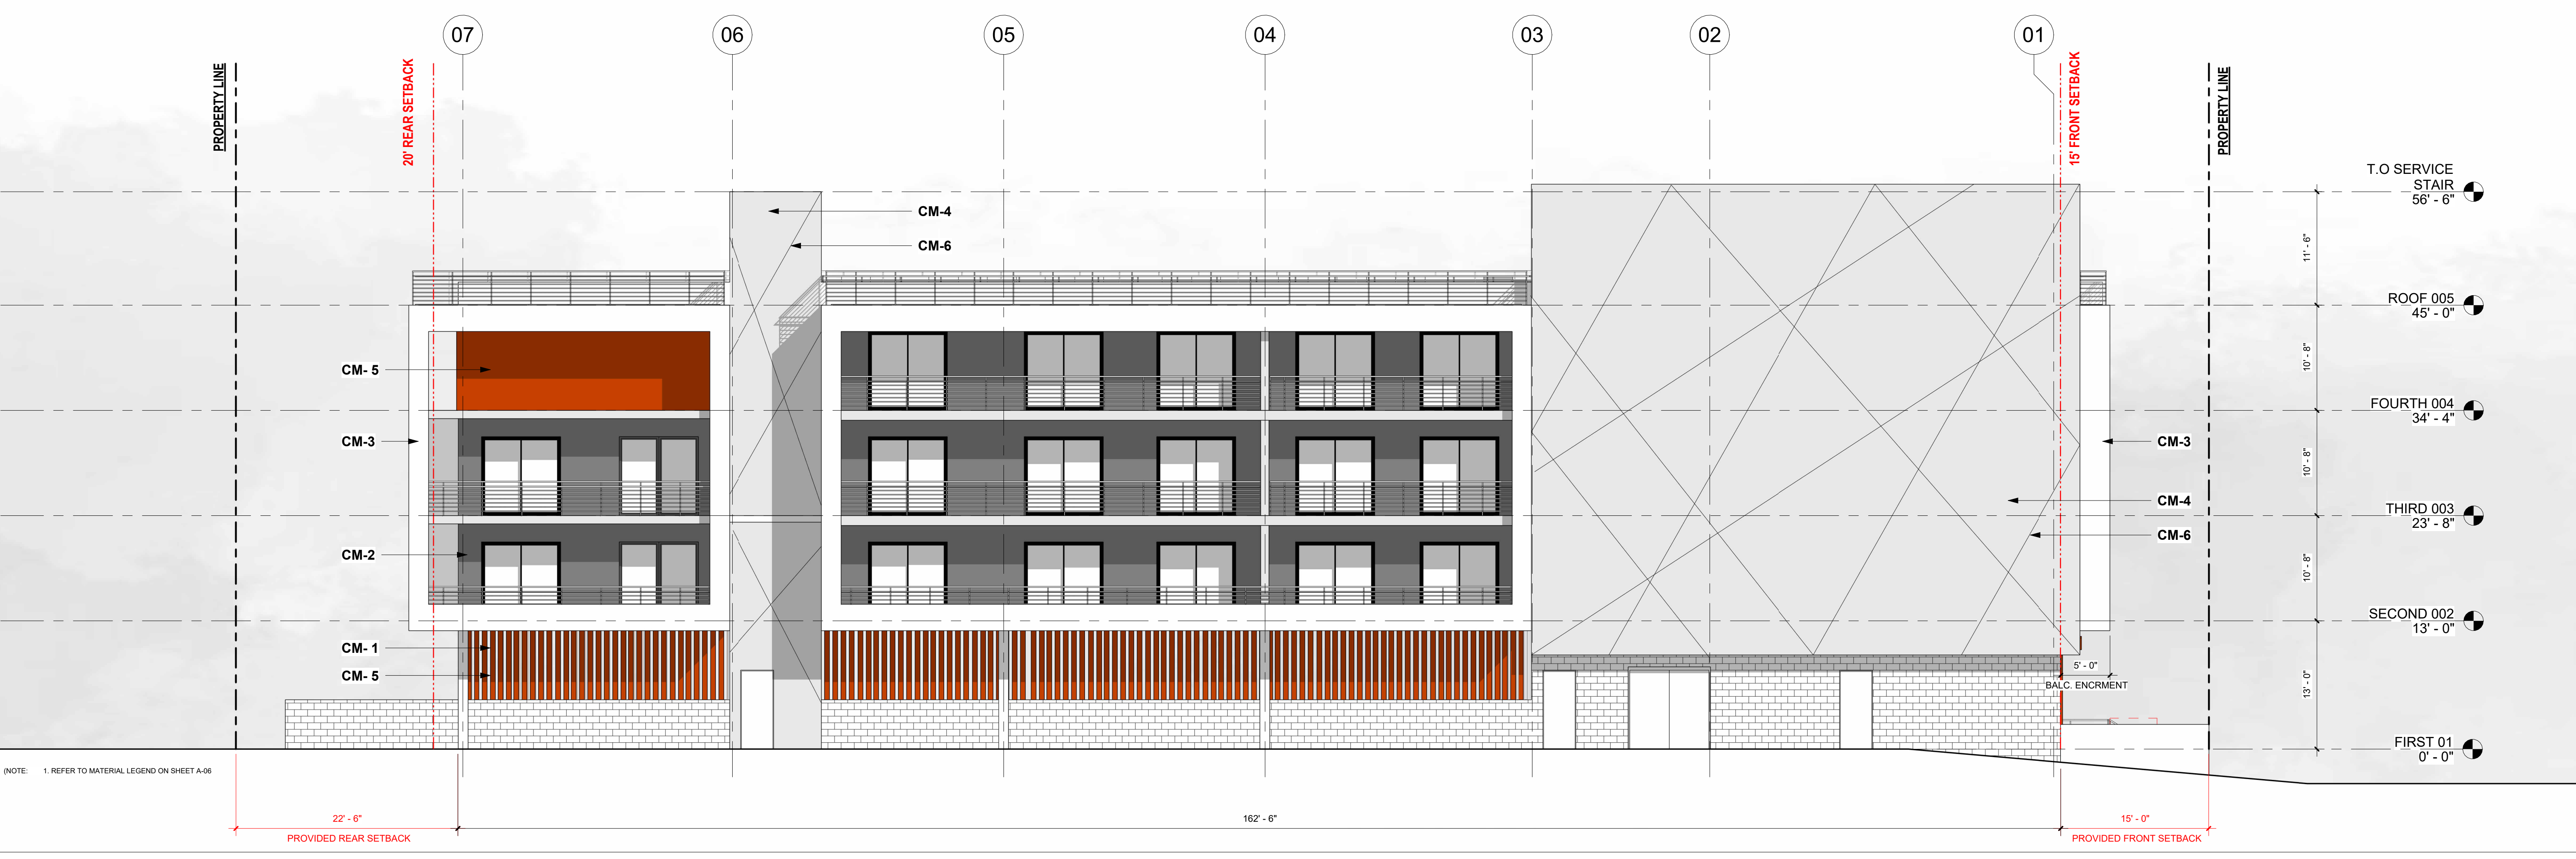 07
06
05
04
03
02
01
PROPERTY LINE
20' REAR SETBACK
15' FRONT SETBACK
PROPERTY LINE
T.O SERVICE
STAIR
56' - 6"
CM-4
CM-6
11' - 6"
ROOF 005
45' - 0"
CM- 5
10' - 8"
FOURTH 004
34' - 4"
CM-3
CM-3
10' - 8"
CM-4
THIRD 003
23' - 8"
CM-6
CM-2
10' - 8"
SECOND 002
13' - 0"
CM- 1
CM- 5
5' - 0"
BALC. ENCRMENT
13' - 0"
FIRST 01
0' - 0"
(NOTE: 1. REFER TO MATERIAL LEGEND ON SHEET A-06
22' - 6"
PROVIDED REAR SETBACK
162' - 6"
15' - 0"
PROVIDED FRONT SETBACK